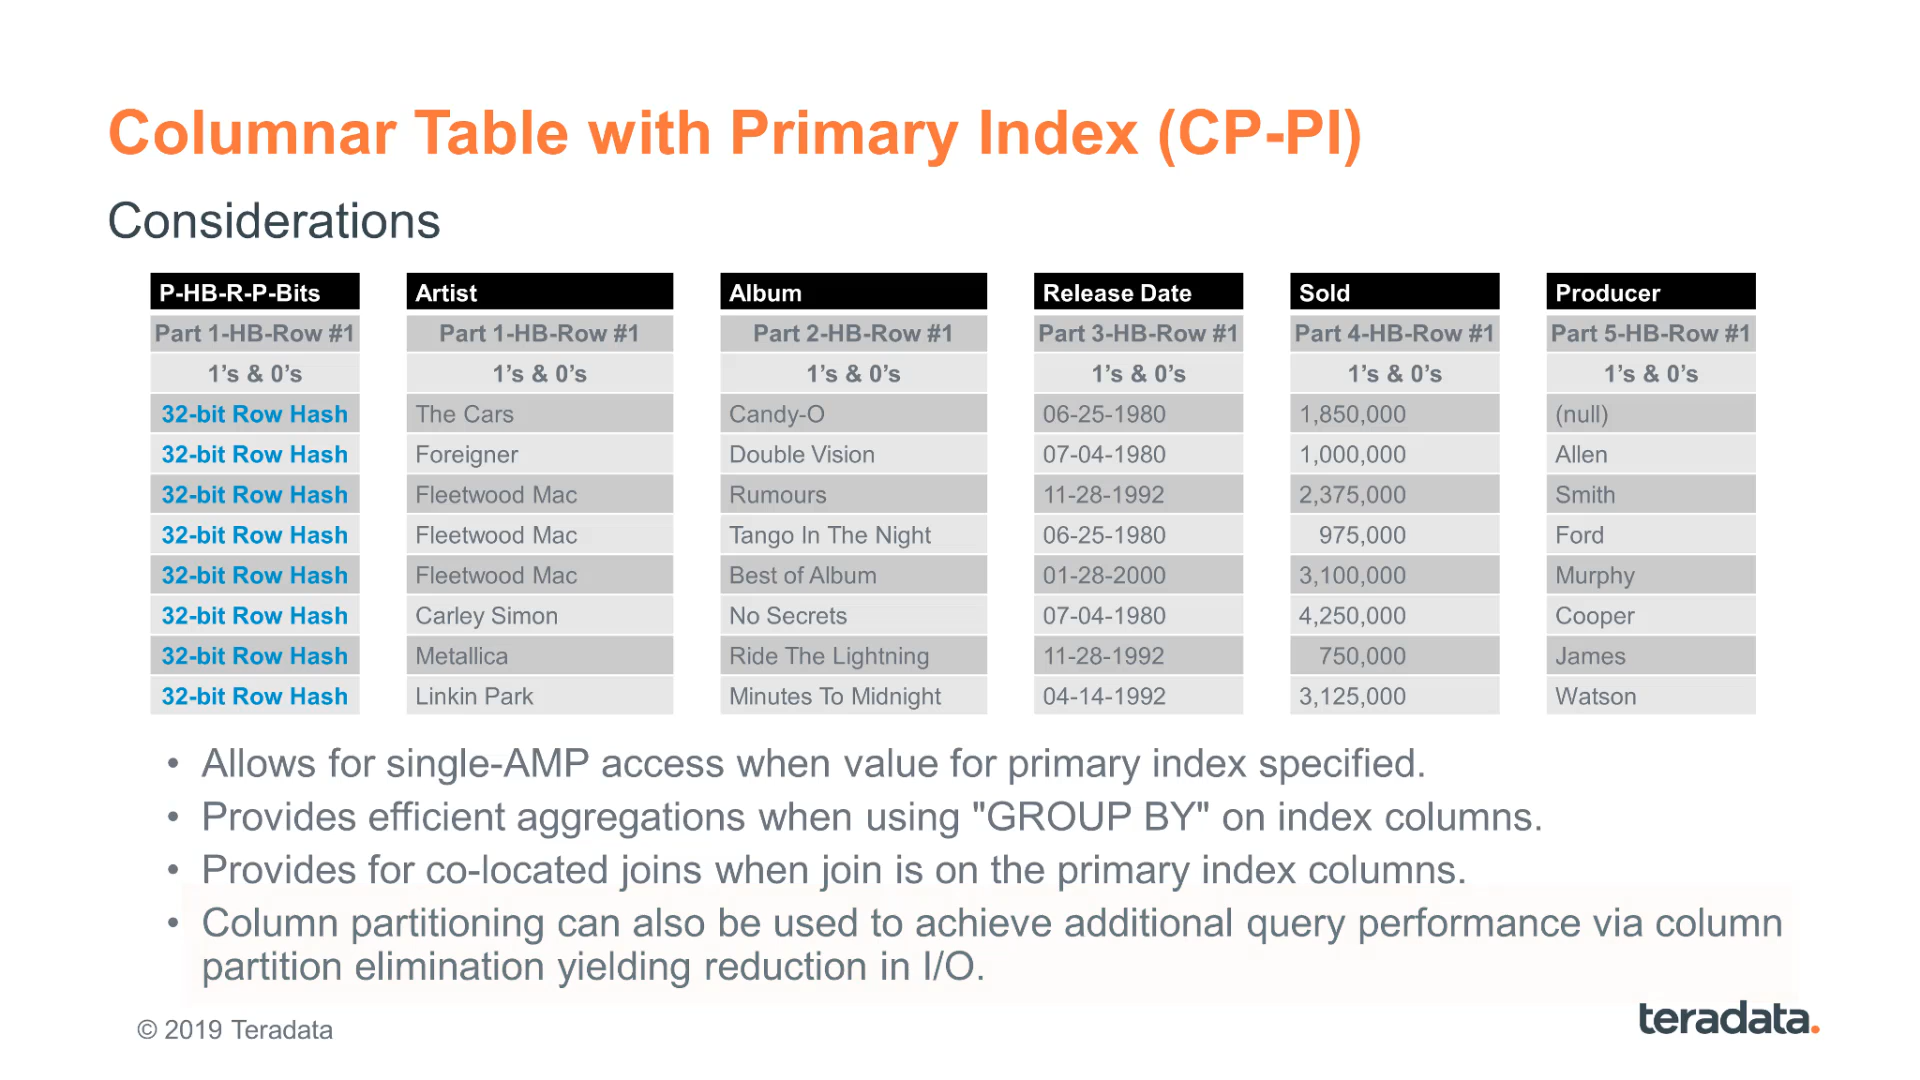 Columnar Table with Primary Index (CP-PI)
Considerations
P-HB-R-P-Bits Artist Album Release Date Sold Producer
Part 1-HB-Row #1 Part 1-HB-Row #1 Part 2-HB-Row #1 Part 3-HB-Row #1 Part 4-HB-Row #1 Part 5-HB-Row #1
1’s & 0’s 1’s & 0’s 1’s & 0’s 1’s & 0’s 1’s & 0’s 1’s & 0’s
32-bit Row Hash The Cars Candy-O 06-25-1980 1,850,000 (null)
32-bit Row Hash Foreigner Double Vision 07-04-1980 1,000,000 Allen
32-bit Row Hash Fleetwood Mac Rumours 11-28-1992 2,375,000 Smith
32-bit Row Hash Fleetwood Mac Tango In The Night 06-25-1980 975,000 Ford
32-bit Row Hash Fleetwood Mac Best of Album 01-28-2000 3,100,000 Murphy
32-bit Row Hash Carley Simon No Secrets 07-04-1980 4,250,000 Cooper
32-bit Row Hash Metallica Ride The Lightning 11-28-1992 750,000 James
32-bit Row Hash Linkin Park Minutes To Midnight 04-14-1992 3,125,000 Watson
• Allows for single-AMP access when value for primary index specified.
• Provides efficient aggregations when using "GROUP BY" on index columns.
• Provides for co-located joins when join is on the primary index columns.
• Column partitioning can also be used to achieve additional query performance via column
partition elimination yielding reduction in I/O.
© 2019 Teradata
teradata.